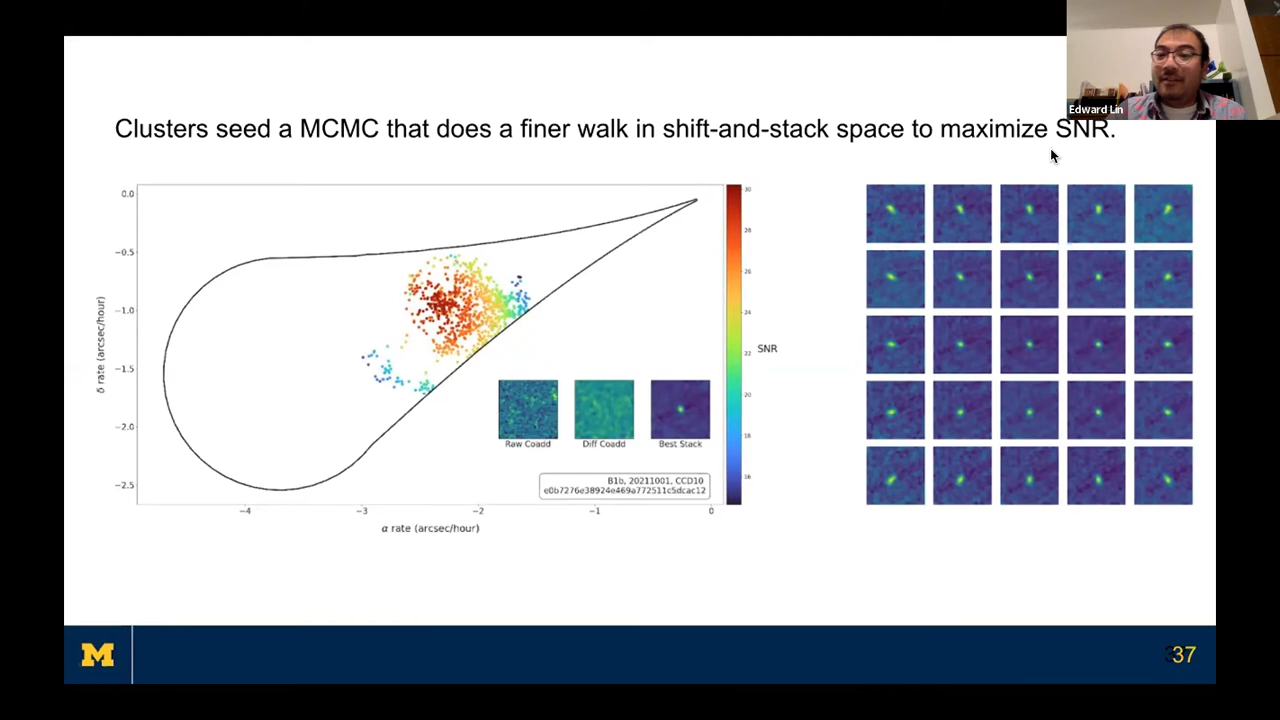 Edward Lin
Clusters seed a MCMC that does a finer walk in shift-and-stack space to maximize SNR.
0.0
−0.5
−1.0
−1.5
−2.0
−2.5
δ rate (arcsec/hour)
−4
−3
−2
−1
0
α rate (arcsec/hour)
30
28
26
24
22
20
18
16
SNR
Raw Coadd
Diff Coadd
Best Stack
B1b, 20211001, CCD10
e0b7276e38924e469a772511c5dcac12
M
37